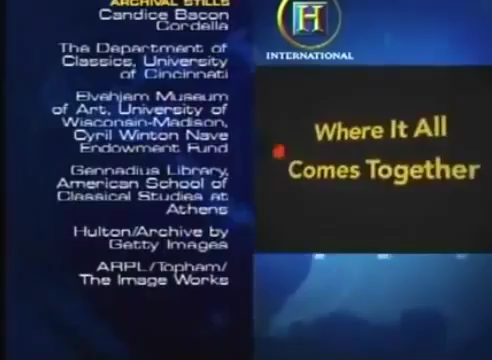 ARCHIVAL STILLS
Candice Bacon
Cordella
The Department of
Classics, University
of Cincinnati
Elvehjem Museum
of Art, University of
Wisconsin-Madison,
Cyril Winton Nave
Endowment Fund
Gennadius Library,
American School of
Classical Studies at
Athens
Hulton/Archive by
Getty Images
ARPL/Topham/
The Image Works
H
INTERNATIONAL
Where It All
Comes Together